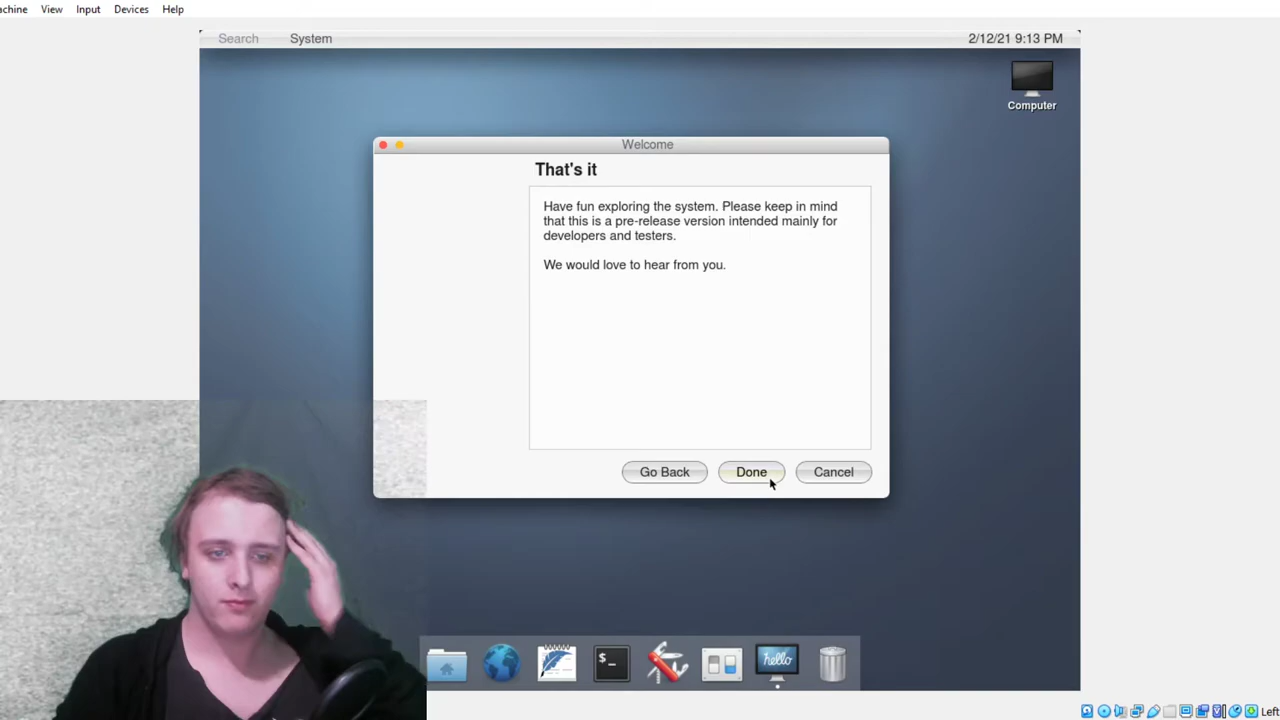 achine View Input Devices Help
Search System 2/12/21 9:13 PM
Computer
Welcome
That's it
Have fun exploring the system. Please keep in mind
that this is a pre-release version intended mainly for
developers and testers.
We would love to hear from you.
Go Back Done Cancel
$_
hello
Left